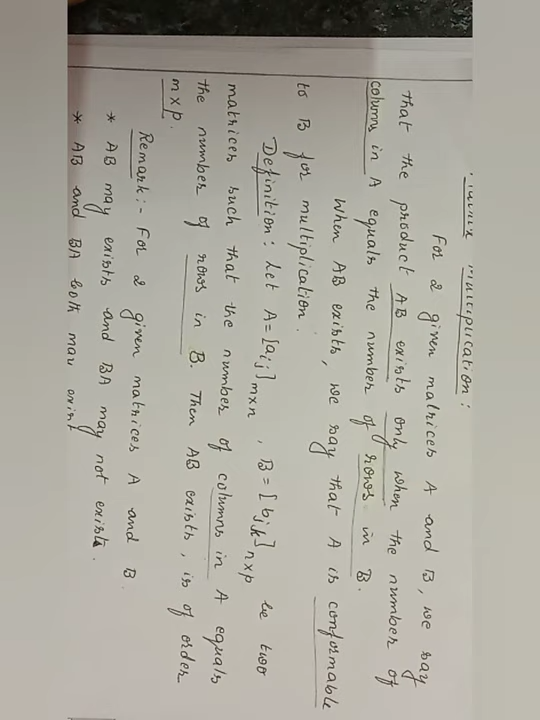 Multiplication :
For 2 given matrices A and B, we say
that the product AB exists only when the number of
columns in A equals the number of rows in B.
When AB exists, we say that A is conformable
to B for multiplication.
Definition : Let A = [aij]m×n , B = [bjk]n×p be two
matrices such that the number of columns in A equals
the number of rows in B. Then AB exists, is of order
m×p.
Remark :- For 2 given matrices A and B
* AB may exists and BA may not exists.
* AB and BA both may exist